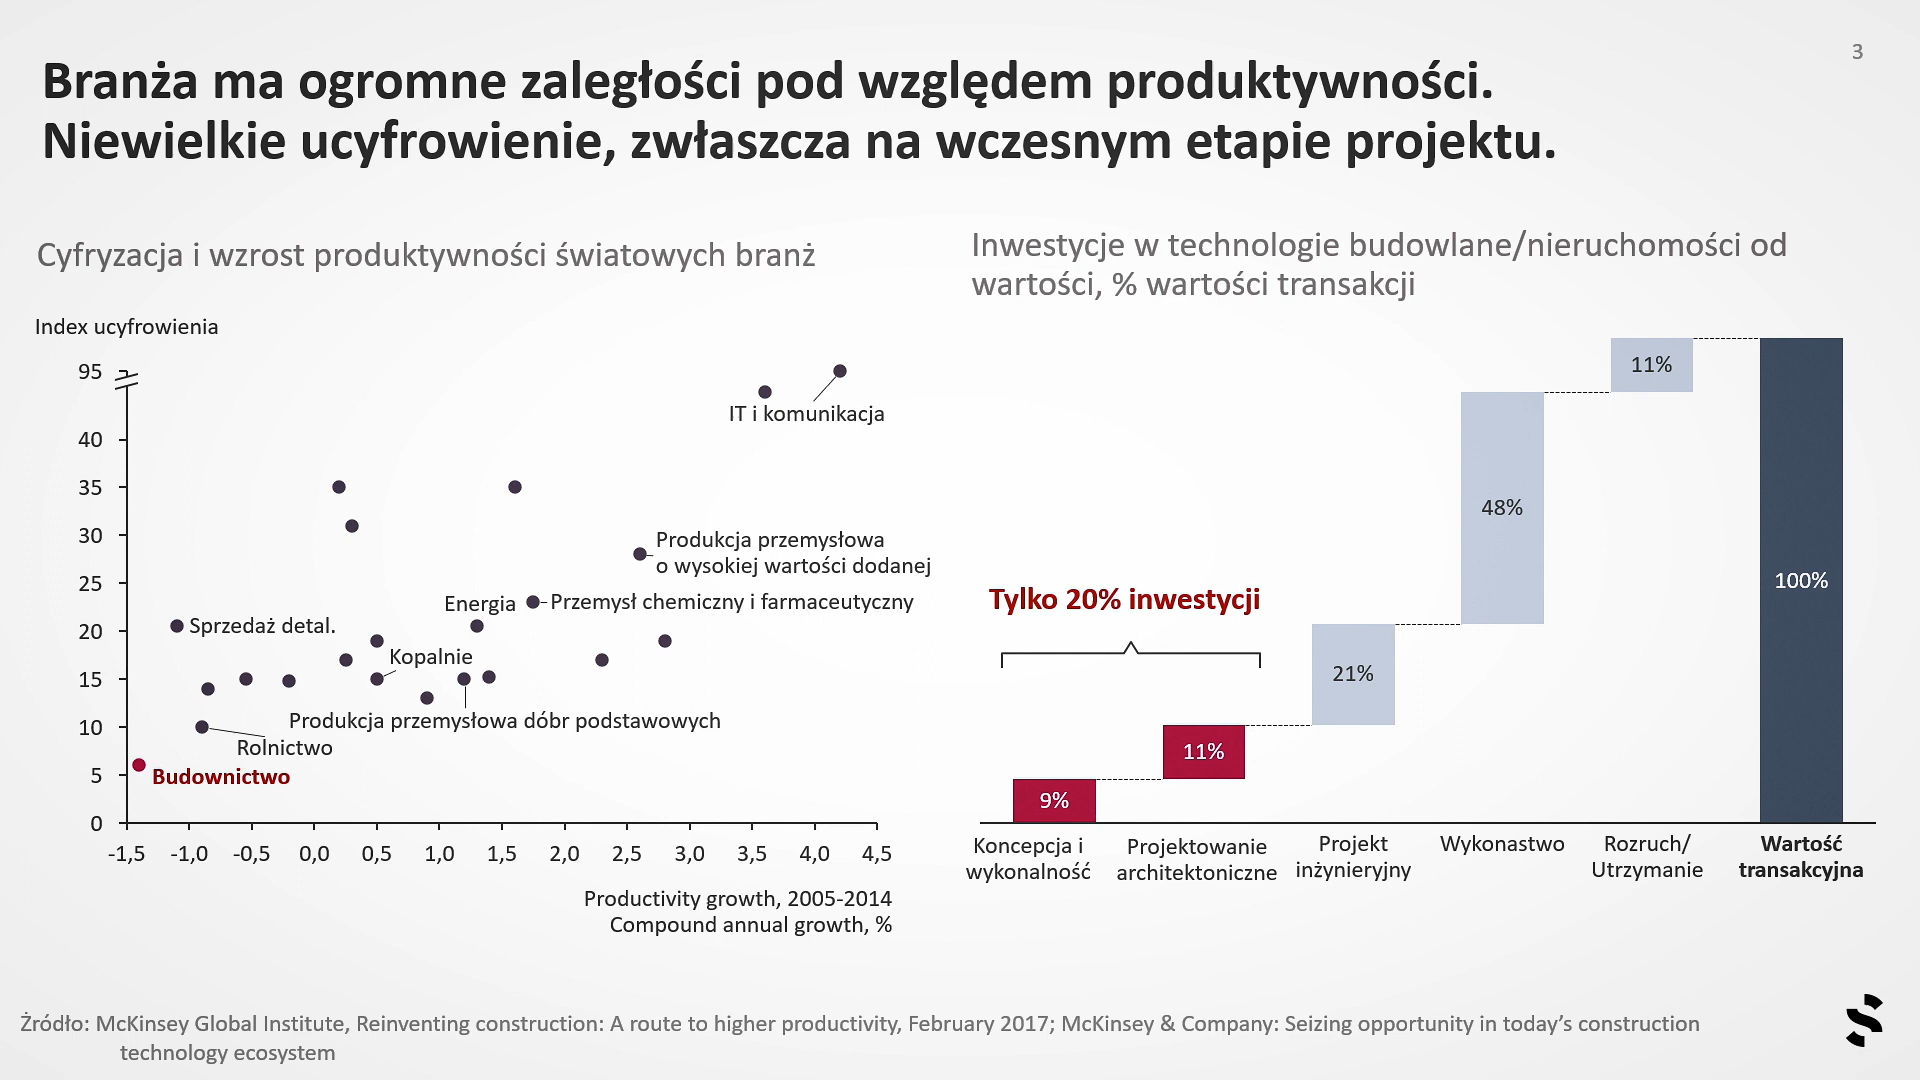 3
Branża ma ogromne zaległości pod względem produktywności.
Niewielkie ucyfrowienie, zwłaszcza na wczesnym etapie projektu.
Cyfryzacja i wzrost produktywności światowych branż
Index ucyfrowienia
95
40
35
30
25
20
15
10
5
0
IT i komunikacja
Produkcja przemysłowa
o wysokiej wartości dodanej
Energia
Przemysł chemiczny i farmaceutyczny
Sprzedaż detal.
Kopalnie
Produkcja przemysłowa dóbr podstawowych
Rolnictwo
Budownictwo
-1,5 -1,0 -0,5 0,0 0,5 1,0 1,5 2,0 2,5 3,0 3,5 4,0 4,5
Productivity growth, 2005-2014
Compound annual growth, %
Inwestycje w technologie budowlane/nieruchomości od
wartości, % wartości transakcji
Tylko 20% inwestycji
9%
11%
21%
48%
11%
100%
Koncepcja i
wykonalność
Projektowanie
architektoniczne
Projekt
inżynieryjny
Wykonastwo
Rozruch/
Utrzymanie
Wartość
transakcyjna
Żródło: McKinsey Global Institute, Reinventing construction: A route to higher productivity, February 2017; McKinsey & Company: Seizing opportunity in today’s construction
technology ecosystem